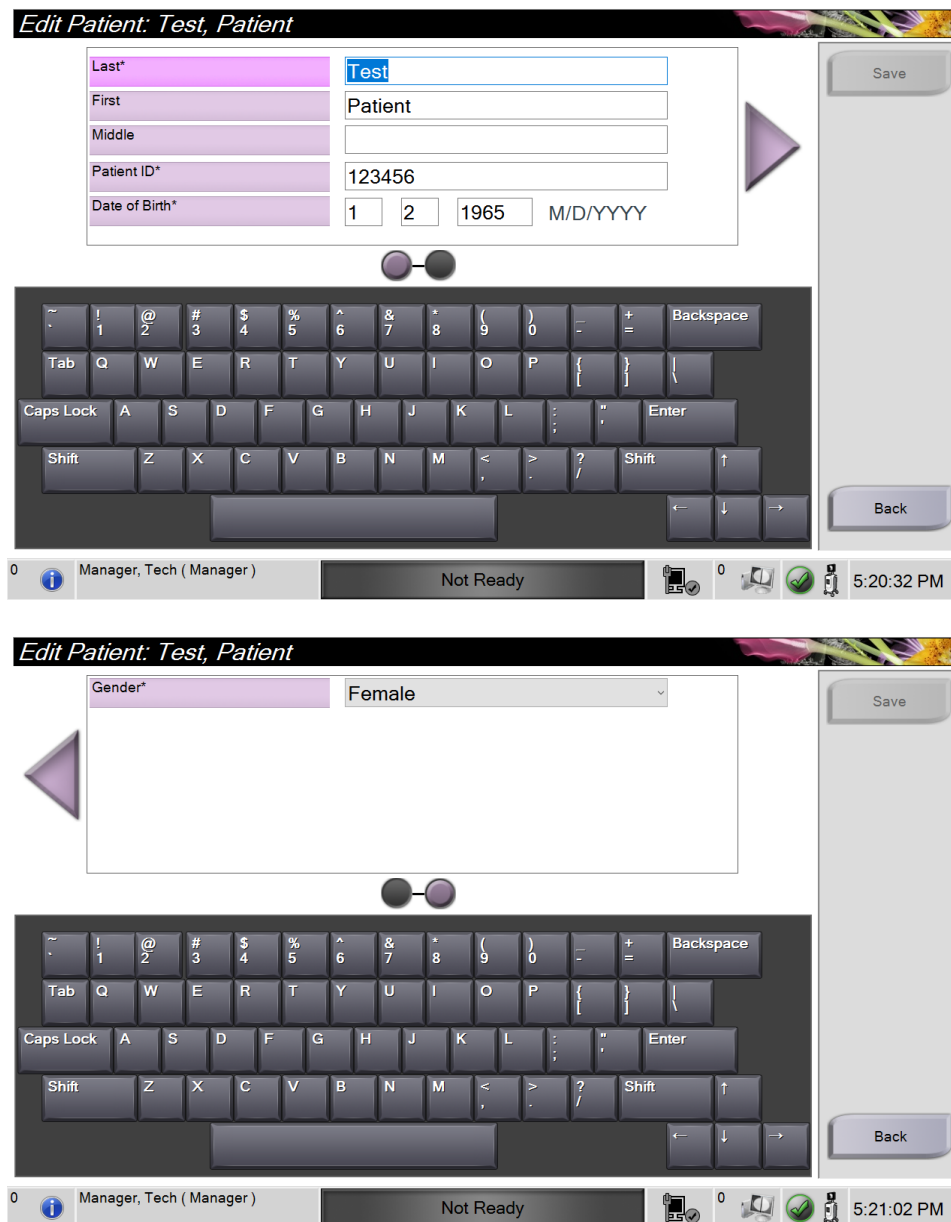 Edit Patient: Test, Patient
Last* Test
First Patient
Middle
Patient ID* 123456
Date of Birth* 1 2 1965 M/D/YYYY
Save
~ ! @ # $ % ^ & * ( ) _ + Backspace
` 1 2 3 4 5 6 7 8 9 0 - =
Tab Q W E R T Y U I O P { } |
[ ] \
Caps Lock A S D F G H J K L : " Enter
; '
Shift Z X C V B N M < > ? Shift ↑
, . /
← ↓ →
Back
0 Manager, Tech ( Manager ) Not Ready 0 5:20:32 PM
Edit Patient: Test, Patient
Gender* Female
Save
~ ! @ # $ % ^ & * ( ) _ + Backspace
` 1 2 3 4 5 6 7 8 9 0 - =
Tab Q W E R T Y U I O P { } |
[ ] \
Caps Lock A S D F G H J K L : " Enter
; '
Shift Z X C V B N M < > ? Shift ↑
, . /
← ↓ →
Back
0 Manager, Tech ( Manager ) Not Ready 0 5:21:02 PM